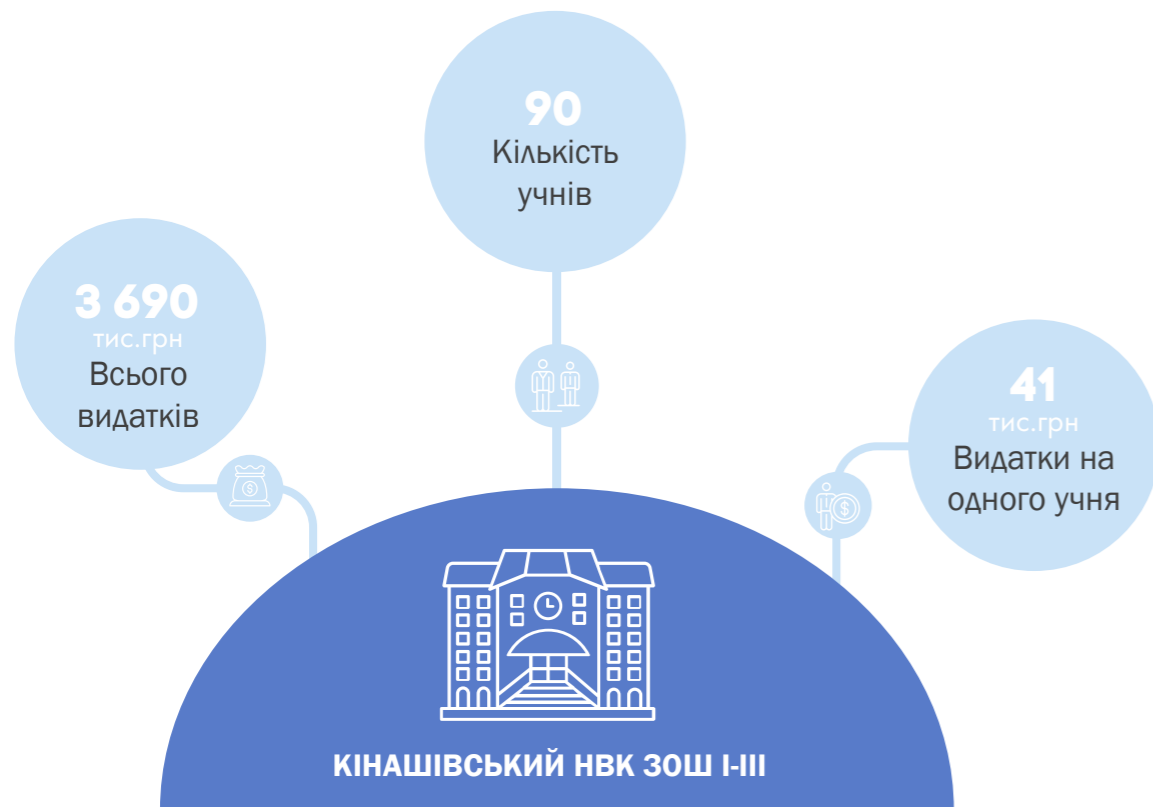 90
Кількість
учнів
3 690
тис.грн
Всього
видатків
41
тис.грн
Видатки на
одного учня
КІНАШІВСЬКИЙ НВК ЗОШ І-ІІІ